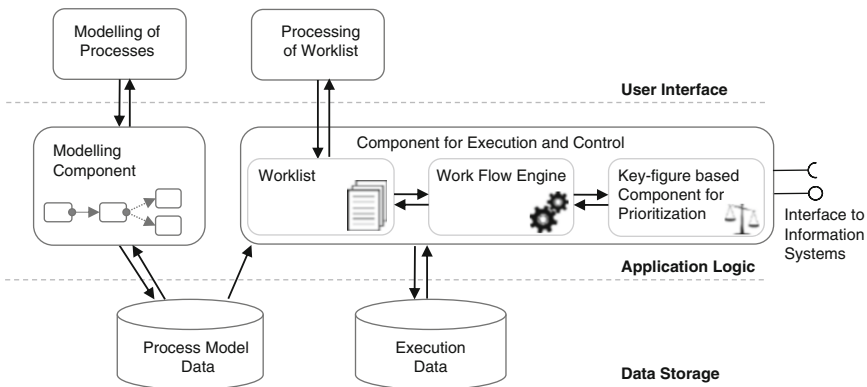 Modelling of
Processes
Processing
of Worklist
User Interface
Modelling
Component
Component for Execution and Control
Worklist
Work Flow Engine
Key-figure based
Component for
Prioritization
Interface to
Information
Systems
Application Logic
Process Model
Data
Execution
Data
Data Storage